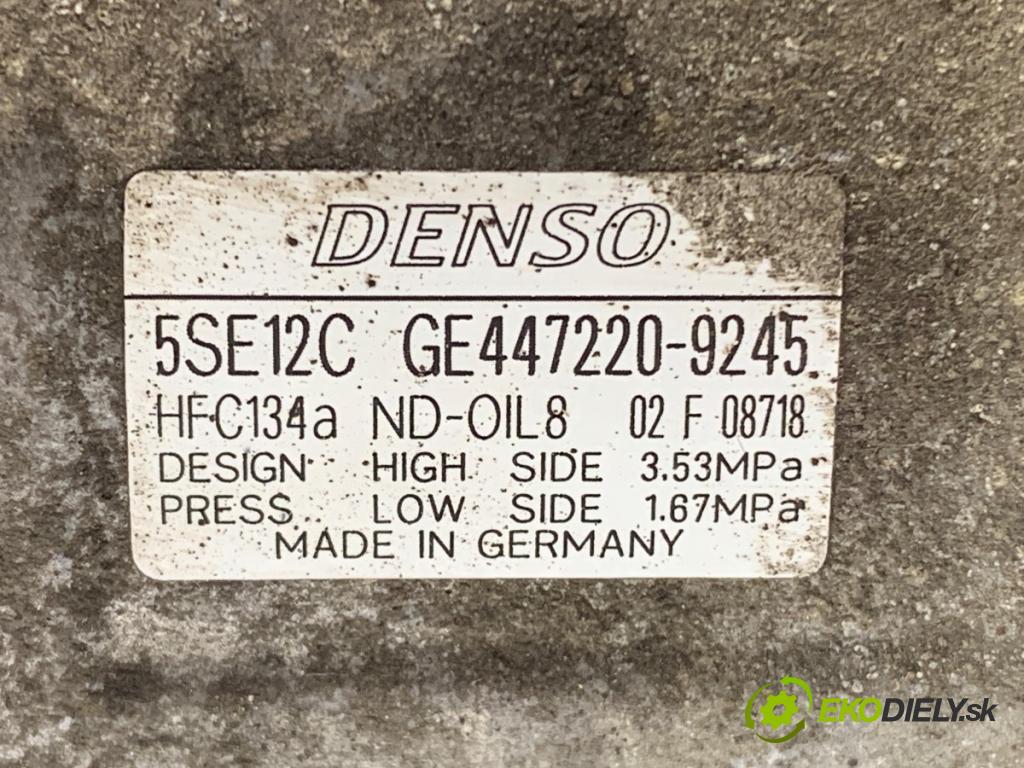 DENSO
5SE12C GE447220-9245
HFC134a ND-OIL8 02 F 08718
DESIGN HIGH SIDE 3.53MPa
PRESS. LOW SIDE 1.67MPa
MADE IN GERMANY
EKODIELY.sk